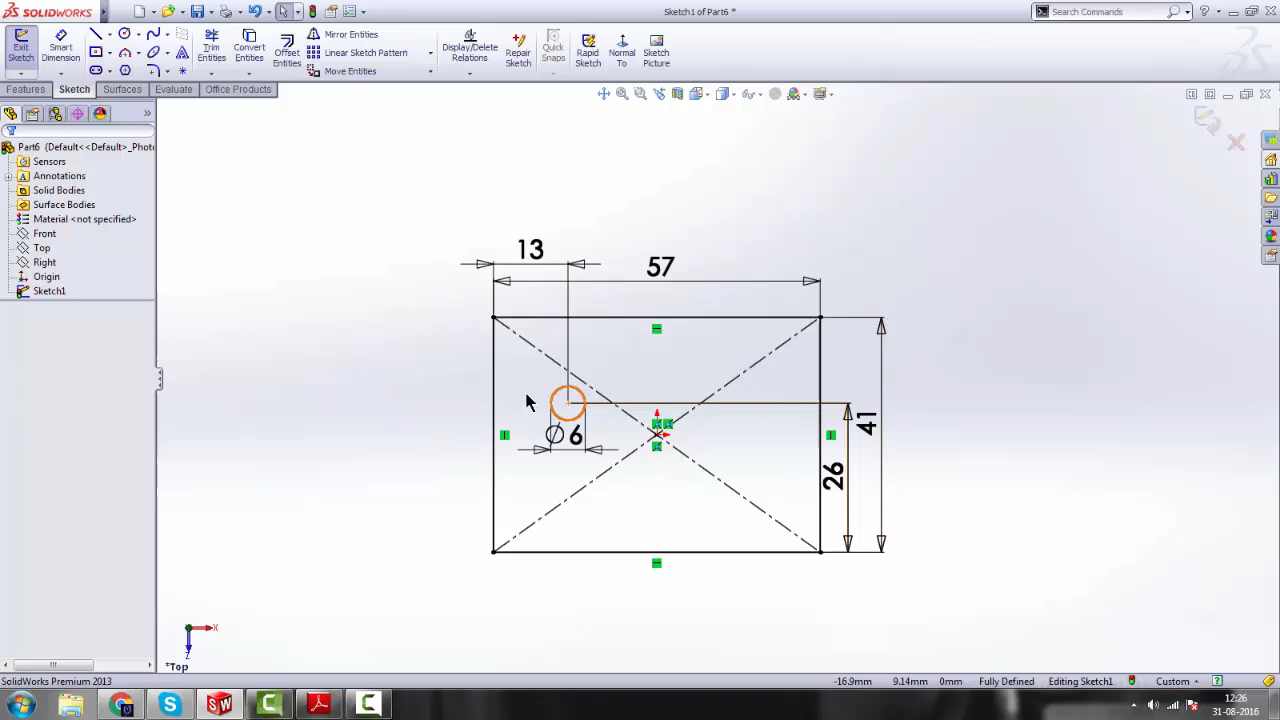 SOLIDWORKS
Sketch1 of Part6 *
Search Commands
Exit Sketch
Smart Dimension
Trim Entities
Convert Entities
Offset Entities
Mirror Entities
Linear Sketch Pattern
Move Entities
Display/Delete Relations
Repair Sketch
Quick Snaps
Rapid Sketch
Normal To
Sketch Picture
Features
Sketch
Surfaces
Evaluate
Office Products
Part6 (Default<<Default>_Photo
Sensors
Annotations
Solid Bodies
Surface Bodies
Material <not specified>
Front
Top
Right
Origin
Sketch1
13
57
41
26
∅ 6
X
Z
*Top
SolidWorks Premium 2013
-16.9mm
9.14mm
0mm
Fully Defined
Editing Sketch1
Custom
12:26
31-08-2016